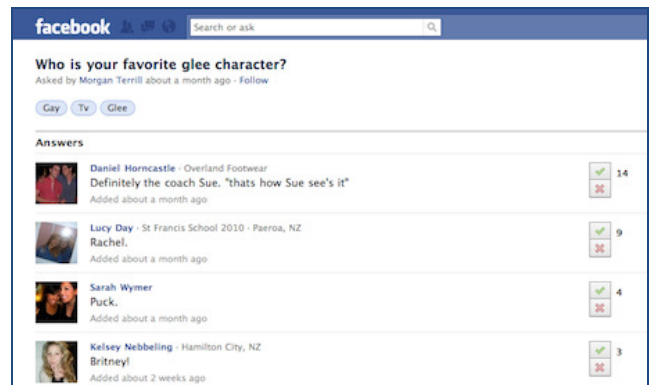 facebook Search or ask
Who is your favorite glee character?
Asked by Morgan Terrill about a month ago · Follow
Gay Tv Glee
Answers
Daniel Horncastle · Overland Footwear
Definitely the coach Sue. "thats how Sue see's it"
Added about a month ago
14
Lucy Day · St Francis School 2010 · Paeroa, NZ
Rachel.
Added about a month ago
9
Sarah Wymer
Puck.
Added about a month ago
4
Kelsey Nebbeling · Hamilton City, NZ
Britney!
Added about 2 weeks ago
3